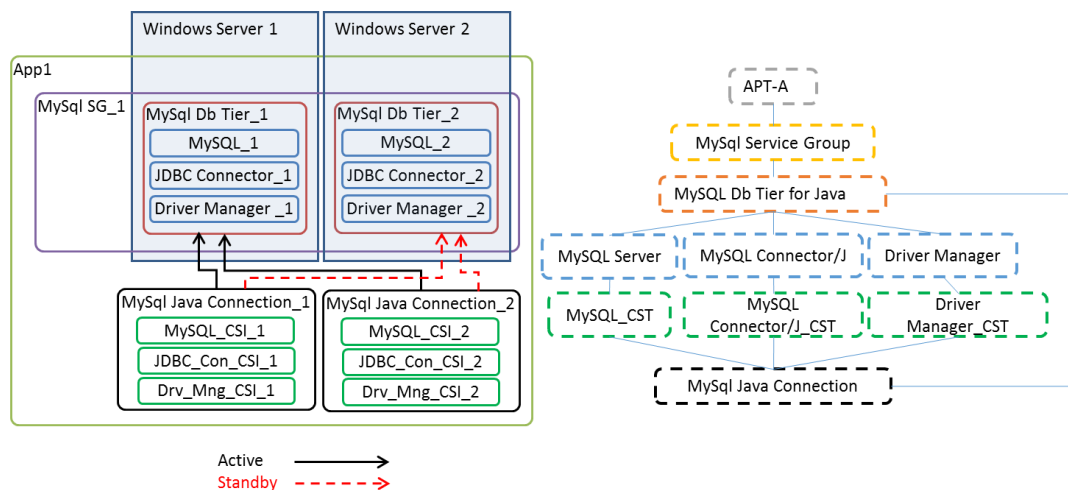 Windows Server 1
Windows Server 2
App1
MySql SG_1
MySql Db Tier_1
MySQL_1
JDBC Connector_1
Driver Manager _1
MySql Db Tier_2
MySQL_2
JDBC Connector_2
Driver Manager _2
MySql Java Connection_1
MySQL_CSI_1
JDBC_Con_CSI_1
Drv_Mng_CSI_1
MySql Java Connection_2
MySQL_CSI_2
JDBC_Con_CSI_2
Drv_Mng_CSI_2
Active
Standby
APT-A
MySql Service Group
MySQL Db Tier for Java
MySQL Server
MySQL Connector/J
Driver Manager
MySQL_CST
MySQL
Connector/J_CST
Driver
Manager_CST
MySql Java Connection